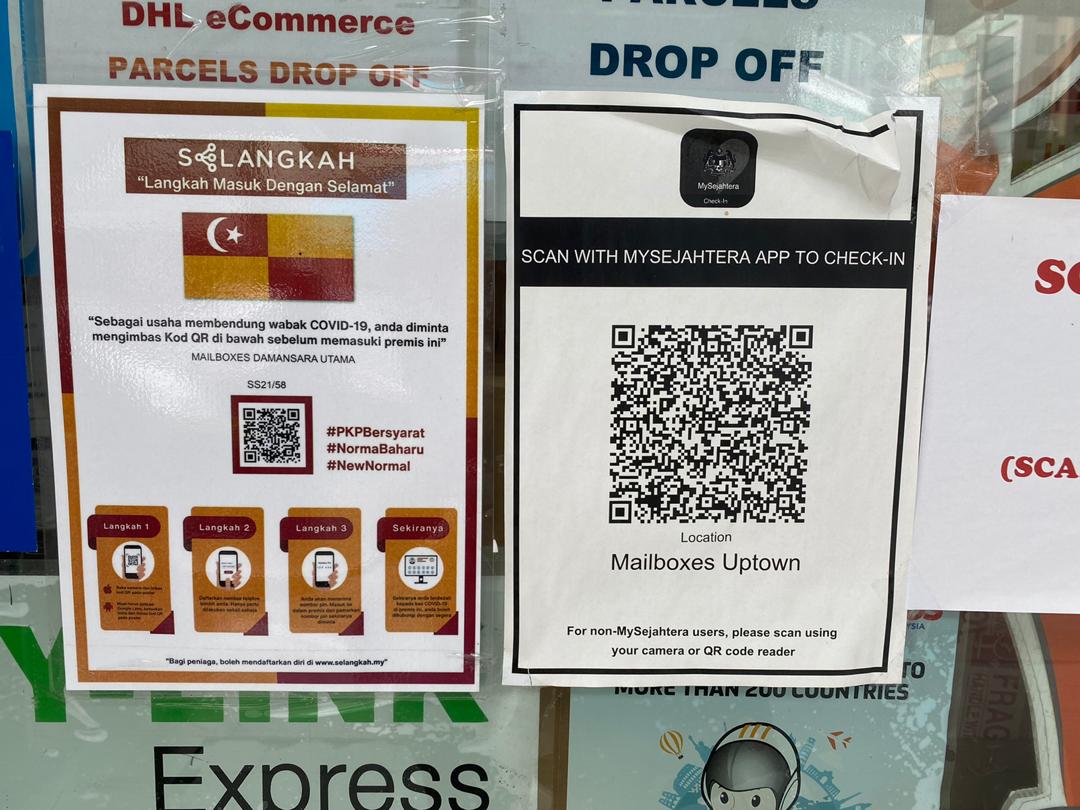 DHL eCommerce
PARCELS DROP OFF
PARCELS
DROP OFF
SELANGKAH
“Langkah Masuk Dengan Selamat”
“Sebagai usaha membendung wabak COVID-19, anda diminta
mengimbas Kod QR di bawah sebelum memasuki premis ini”
MAILBOXES DAMANSARA UTAMA
SS21/58
#PKPBersyarat
#NormaBaharu
#NewNormal
Langkah 1
Langkah 2
Langkah 3
Sekiranya
"Bagi peniaga, boleh mendaftarkan diri di www.selangkah.my"
MySejahtera
Check-In
SCAN WITH MYSEJAHTERA APP TO CHECK-IN
Location
Mailboxes Uptown
For non-MySejahtera users, please scan using
your camera or QR code reader
(SCA
Y-LINK
Express
TO
MORE THAN 200 COUNTRIES